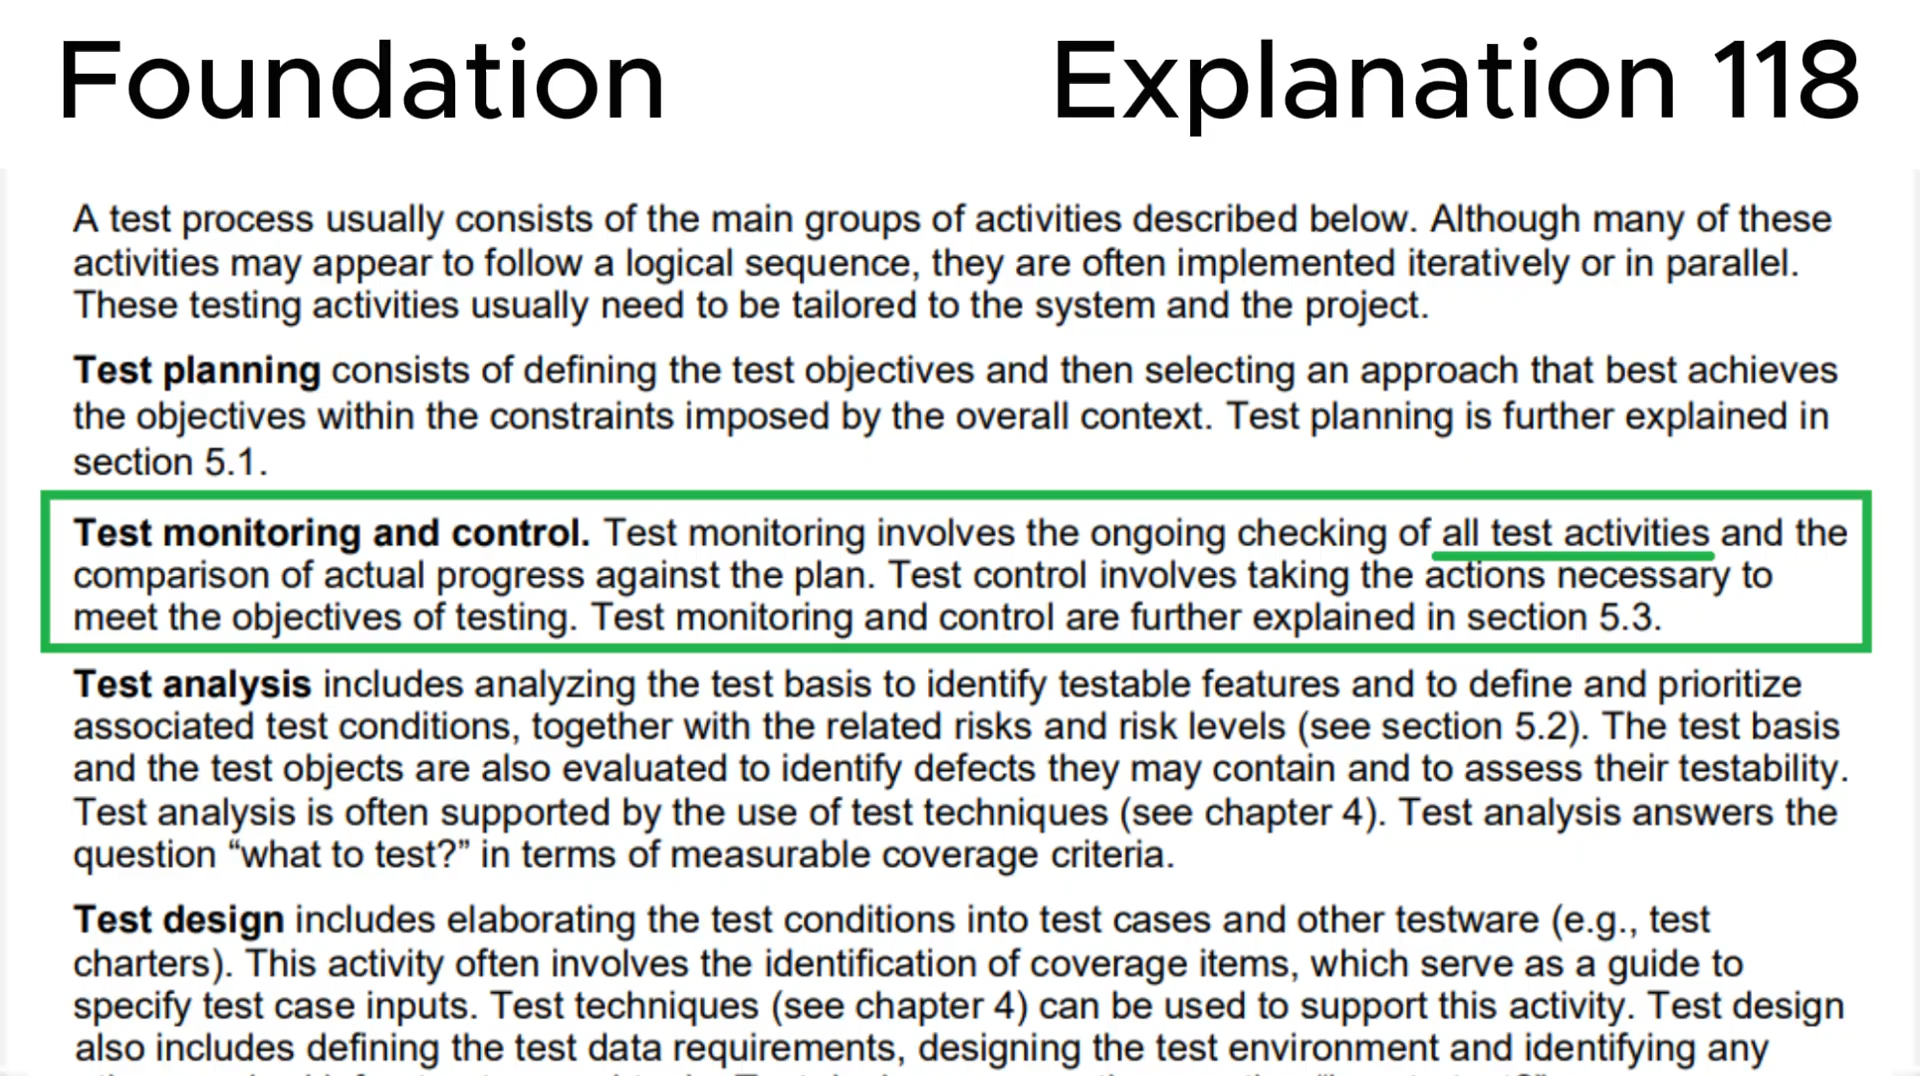 Foundation
Explanation 118
A test process usually consists of the main groups of activities described below. Although many of these
activities may appear to follow a logical sequence, they are often implemented iteratively or in parallel.
These testing activities usually need to be tailored to the system and the project.
Test planning consists of defining the test objectives and then selecting an approach that best achieves
the objectives within the constraints imposed by the overall context. Test planning is further explained in
section 5.1.
Test monitoring and control. Test monitoring involves the ongoing checking of all test activities and the
comparison of actual progress against the plan. Test control involves taking the actions necessary to
meet the objectives of testing. Test monitoring and control are further explained in section 5.3.
Test analysis includes analyzing the test basis to identify testable features and to define and prioritize
associated test conditions, together with the related risks and risk levels (see section 5.2). The test basis
and the test objects are also evaluated to identify defects they may contain and to assess their testability.
Test analysis is often supported by the use of test techniques (see chapter 4). Test analysis answers the
question “what to test?” in terms of measurable coverage criteria.
Test design includes elaborating the test conditions into test cases and other testware (e.g., test
charters). This activity often involves the identification of coverage items, which serve as a guide to
specify test case inputs. Test techniques (see chapter 4) can be used to support this activity. Test design
also includes defining the test data requirements, designing the test environment and identifying any